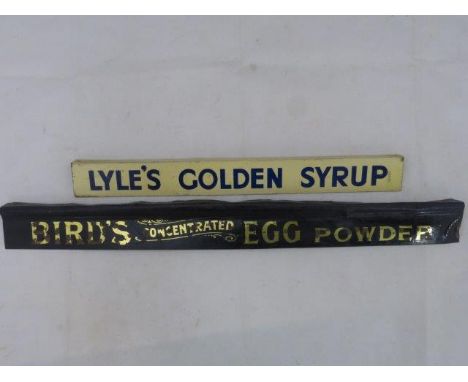 LYLE'S GOLDEN SYRUP
BIRD'S CONCENTRATED EGG POWDER